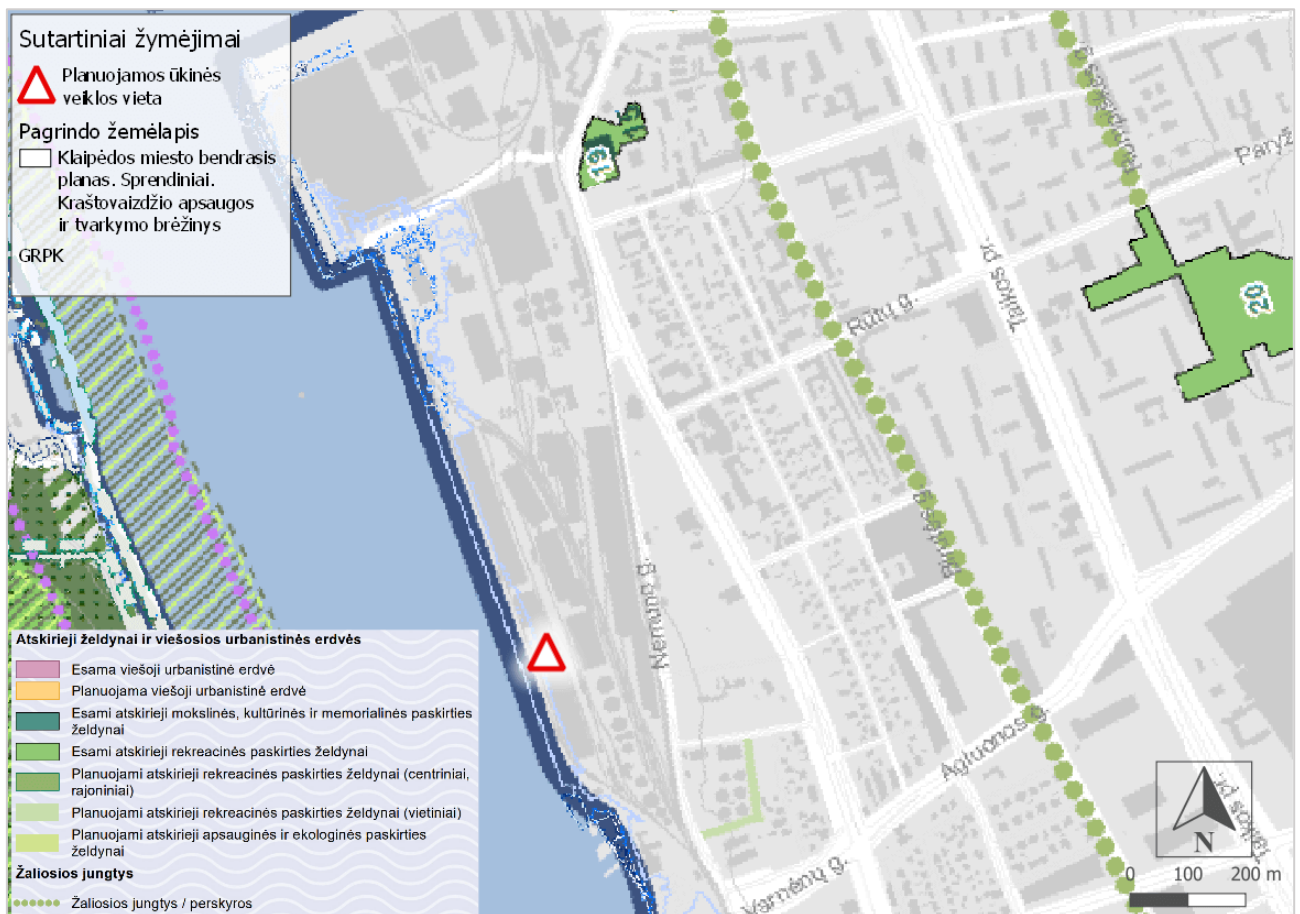 Sutartiniai žymėjimai
Planuojamos ūkinės
veiklos vieta
Pagrindo žemėlapis
Klaipėdos miesto bendrasis
planas. Sprendiniai.
Kraštovaizdžio apsaugos
ir tvarkymo brėžinys
GRPK
19
20
Rūtų g.
Taikos pr.
Nemuno g.
Agluonos g.
Varnėnų g.
Taikos pr.
Atskirieji želdynai ir viešosios urbanistinės erdvės
Esama viešoji urbanistinė erdvė
Planuojama viešoji urbanistinė erdvė
Esami atskirieji mokslinės, kultūrinės ir memorialinės paskirties
želdynai
Esami atskirieji rekreacinės paskirties želdynai
Planuojami atskirieji rekreacinės paskirties želdynai (centriniai,
rajoniniai)
Planuojami atskirieji rekreacinės paskirties želdynai (vietiniai)
Planuojami atskirieji apsauginės ir ekologinės paskirties
želdynai
Žaliosios jungtys
Žaliosios jungtys / perskyros
N
0 100 200 m